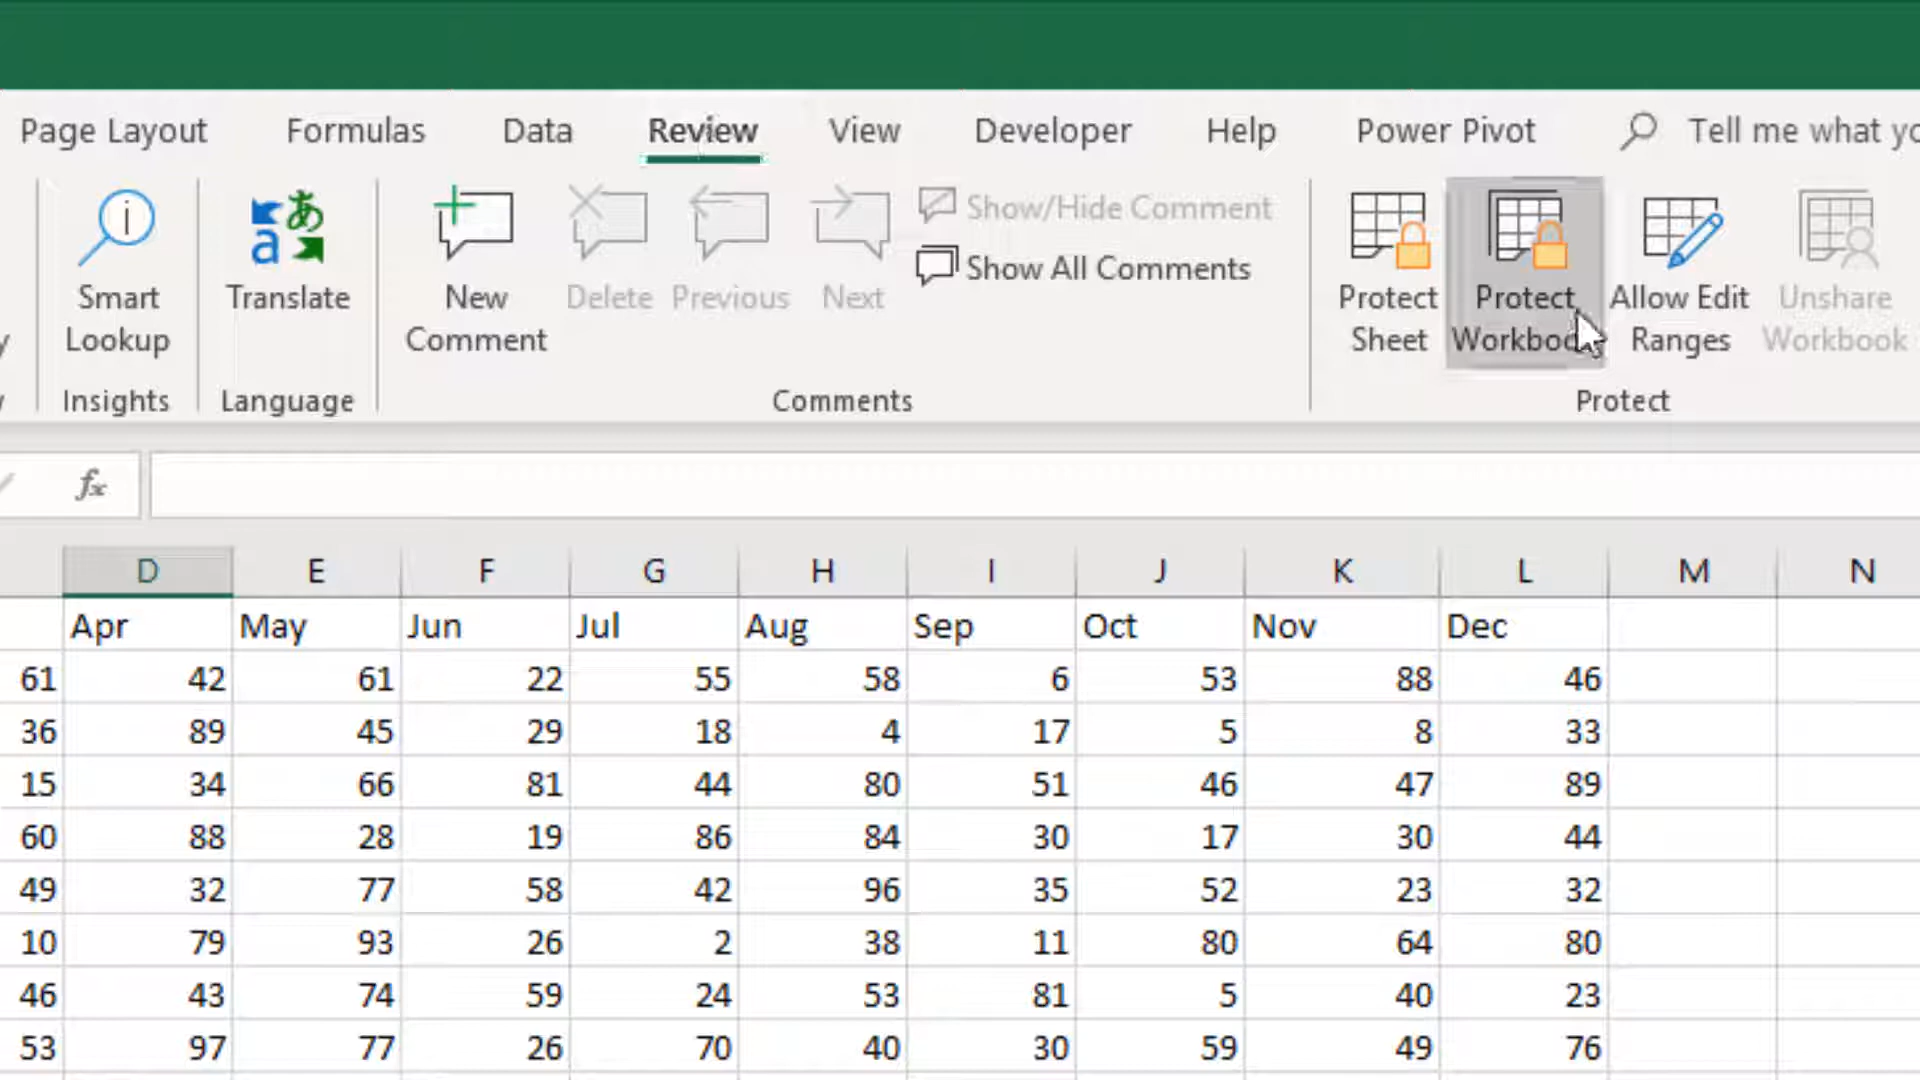 Page Layout Formulas Data Review View Developer Help Power Pivot Tell me what yo
Smart Lookup
Insights
Translate
Language
New Comment
Delete
Previous
Next
Show/Hide Comment
Show All Comments
Comments
Protect Sheet
Protect
Allow Edit Ranges
Unshare Workbook
Protect
fx
D E F G H I J K L M N
Apr May Jun Jul Aug Sep Oct Nov Dec
61 42 61 22 55 58 6 53 88 46
36 89 45 29 18 4 17 5 8 33
15 34 66 81 44 80 51 46 47 89
60 88 28 19 86 84 30 17 30 44
49 32 77 58 42 96 35 52 23 32
10 79 93 26 2 38 11 80 64 80
46 43 74 59 24 53 81 5 40 23
53 97 77 26 70 40 30 59 49 76